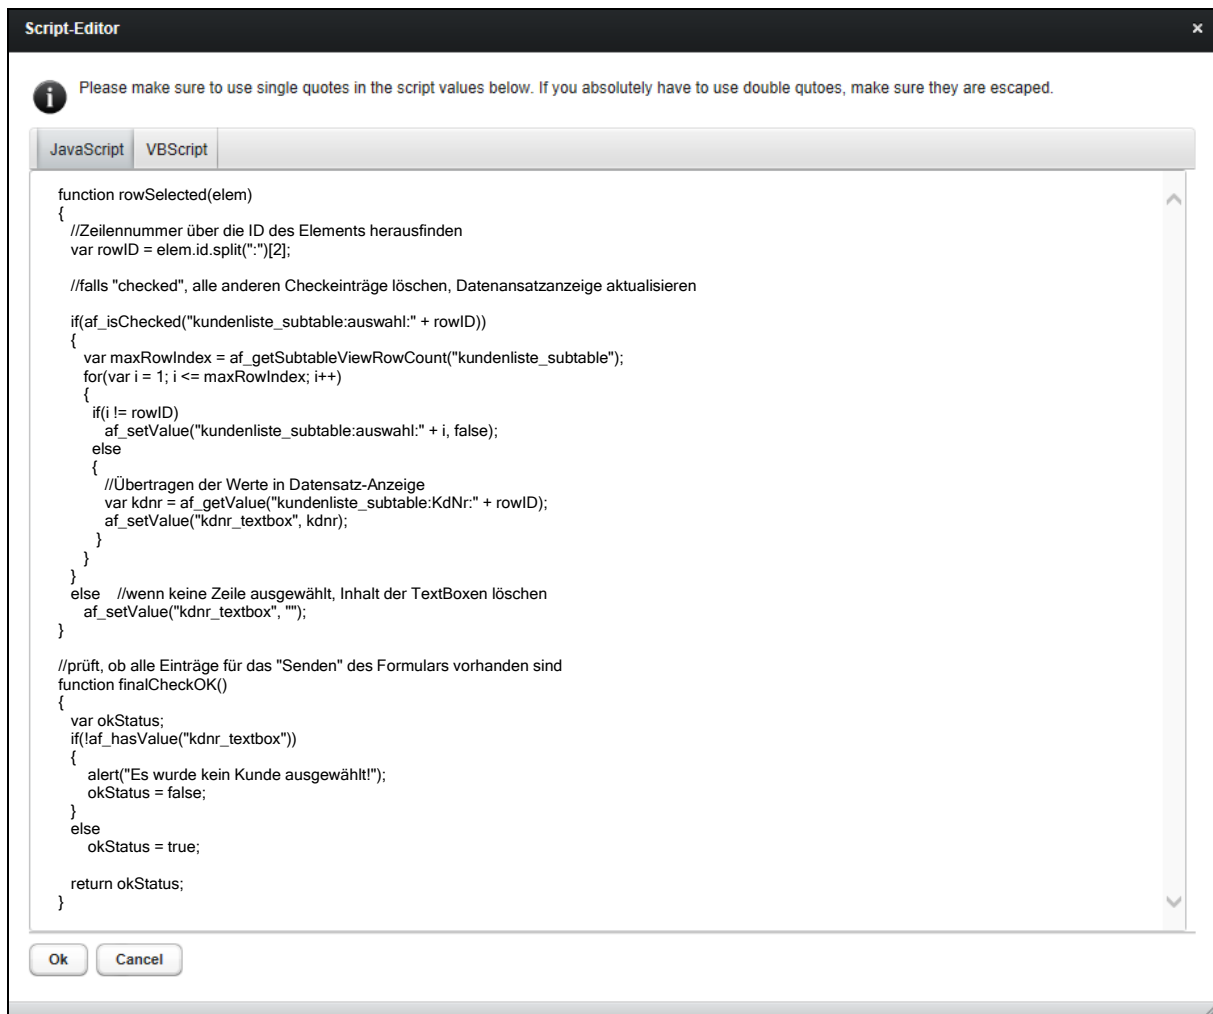 Script-Editor
×
i
Please make sure to use single quotes in the script values below. If you absolutely have to use double qutoes, make sure they are escaped.
JavaScript VBScript
function rowSelected(elem)
{
//Zeilennummer über die ID des Elements herausfinden
var rowID = elem.id.split(":")[2];
//falls "checked", alle anderen Checkeinträge löschen, Datenansatzanzeige aktualisieren
if(af_isChecked("kundenliste_subtable:auswahl:" + rowID))
{
var maxRowIndex = af_getSubtableViewRowCount("kundenliste_subtable");
for(var i = 1; i <= maxRowIndex; i++)
{
if(i != rowID)
af_setValue("kundenliste_subtable:auswahl:" + i, false);
else
{
//Übertragen der Werte in Datensatz-Anzeige
var kdnr = af_getValue("kundenliste_subtable:KdNr:" + rowID);
af_setValue("kdnr_textbox", kdnr);
}
}
}
else //wenn keine Zeile ausgewählt, Inhalt der TextBoxen löschen
af_setValue("kdnr_textbox", "");
}
//prüft, ob alle Einträge für das "Senden" des Formulars vorhanden sind
function finalCheckOK()
{
var okStatus;
if(!af_hasValue("kdnr_textbox"))
{
alert("Es wurde kein Kunde ausgewählt!");
okStatus = false;
}
else
okStatus = true;
return okStatus;
}
Ok Cancel